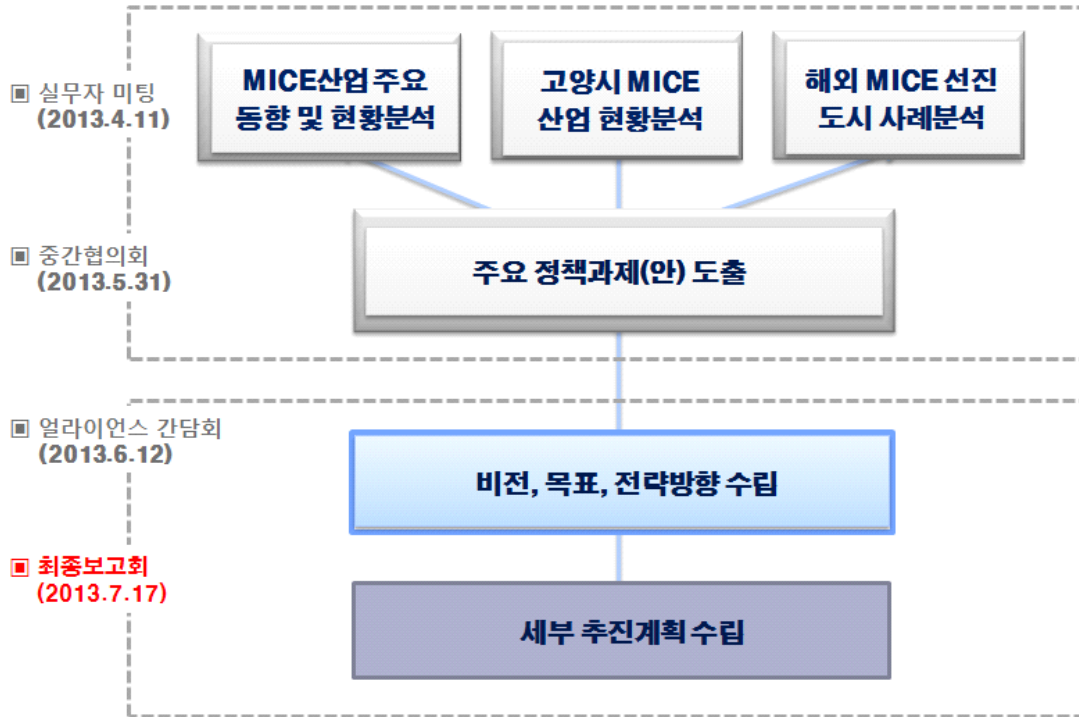 MICE산업 주요
동향 및 현황분석
고양시 MICE
산업 현황분석
해외 MICE 선진
도시 사례분석
▣ 실무자 미팅
(2013.4.11)
▣ 중간협의회
(2013.5.31)
주요 정책과제(안) 도출
▣ 얼라이언스 간담회
(2013.6.12)
비전, 목표, 전략방향 수립
▣ 최종보고회
(2013.7.17)
세부 추진계획 수립